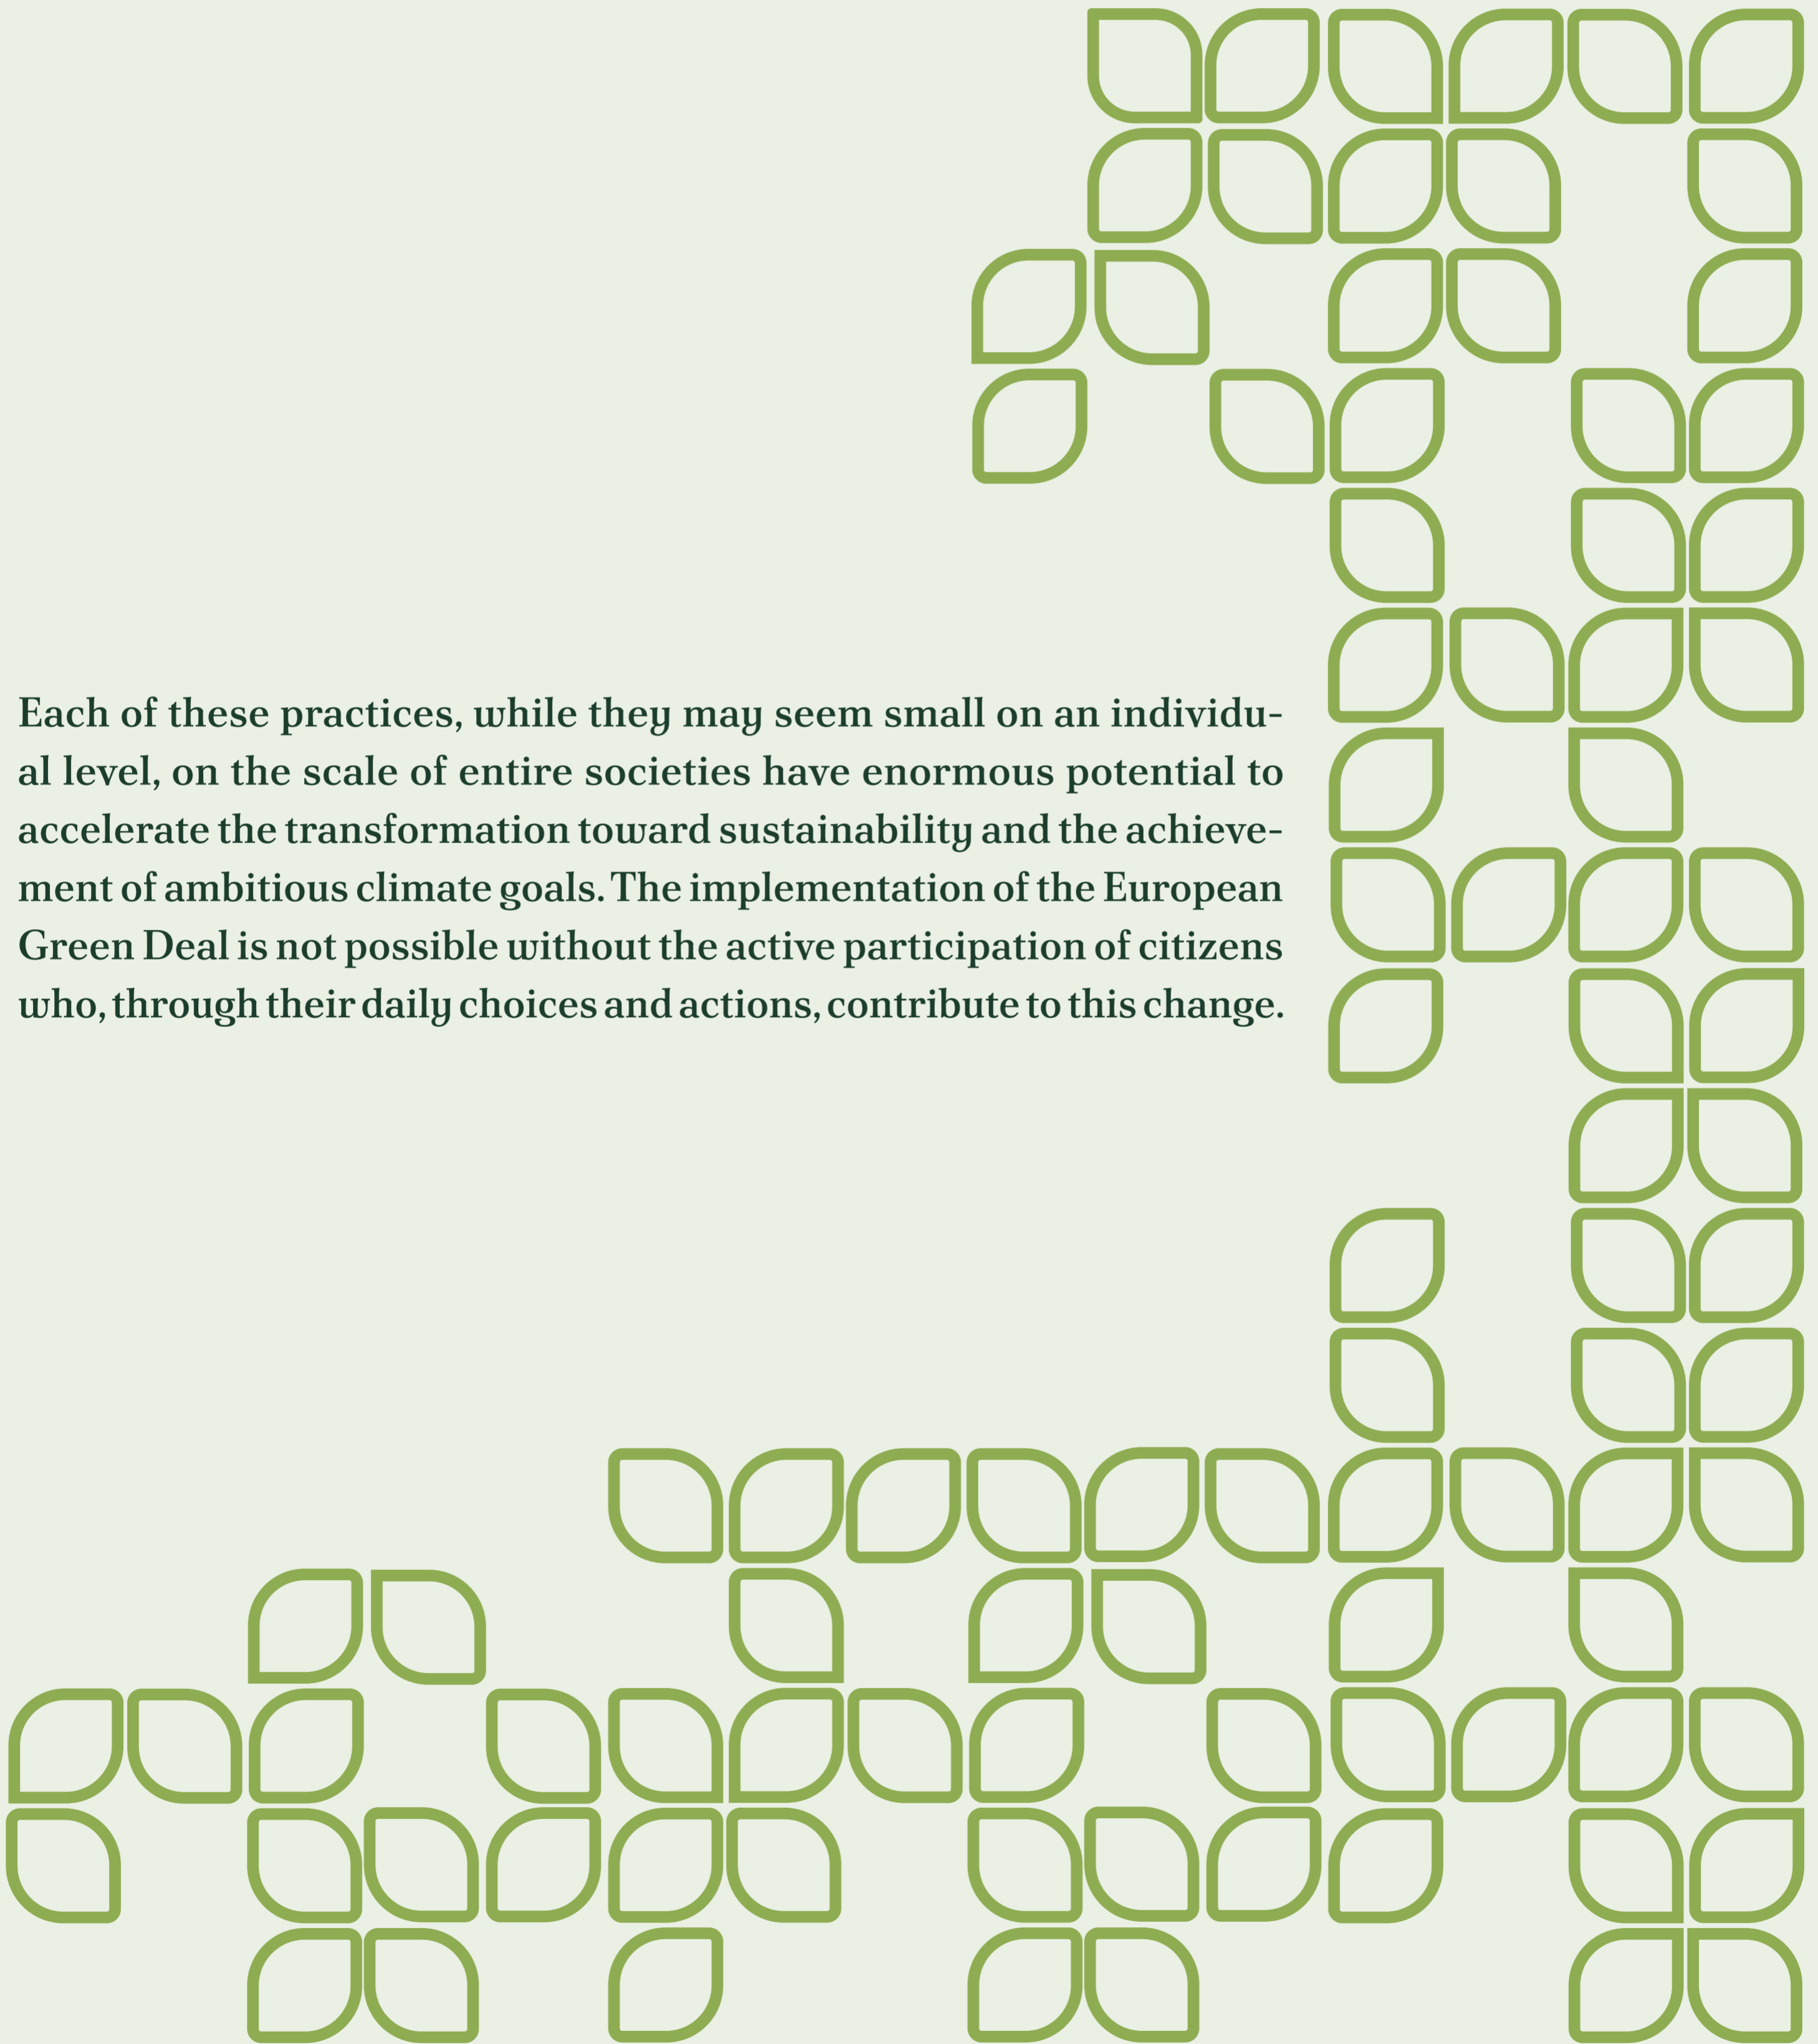 Each of these practices, while they may seem small on an individu-
al level, on the scale of entire societies have enormous potential to
accelerate the transformation toward sustainability and the achieve-
ment of ambitious climate goals. The implementation of the European
Green Deal is not possible without the active participation of citizens
who, through their daily choices and actions, contribute to this change.